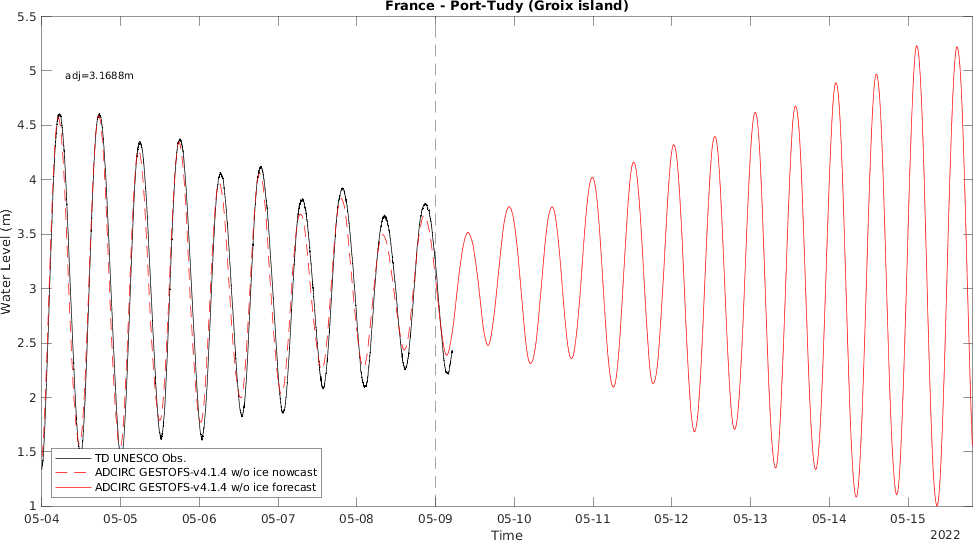 France - Port-Tudy (Groix island)
5.5
5
4.5
4
3.5
3
2.5
2
1.5
1
Water Level (m)
adj=3.1688m
TD UNESCO Obs.
ADCIRC GESTOFS-v4.1.4 w/o ice nowcast
ADCIRC GESTOFS-v4.1.4 w/o ice forecast
05-04 05-05 05-06 05-07 05-08 05-09 05-10 05-11 05-12 05-13 05-14 05-15
Time
2022